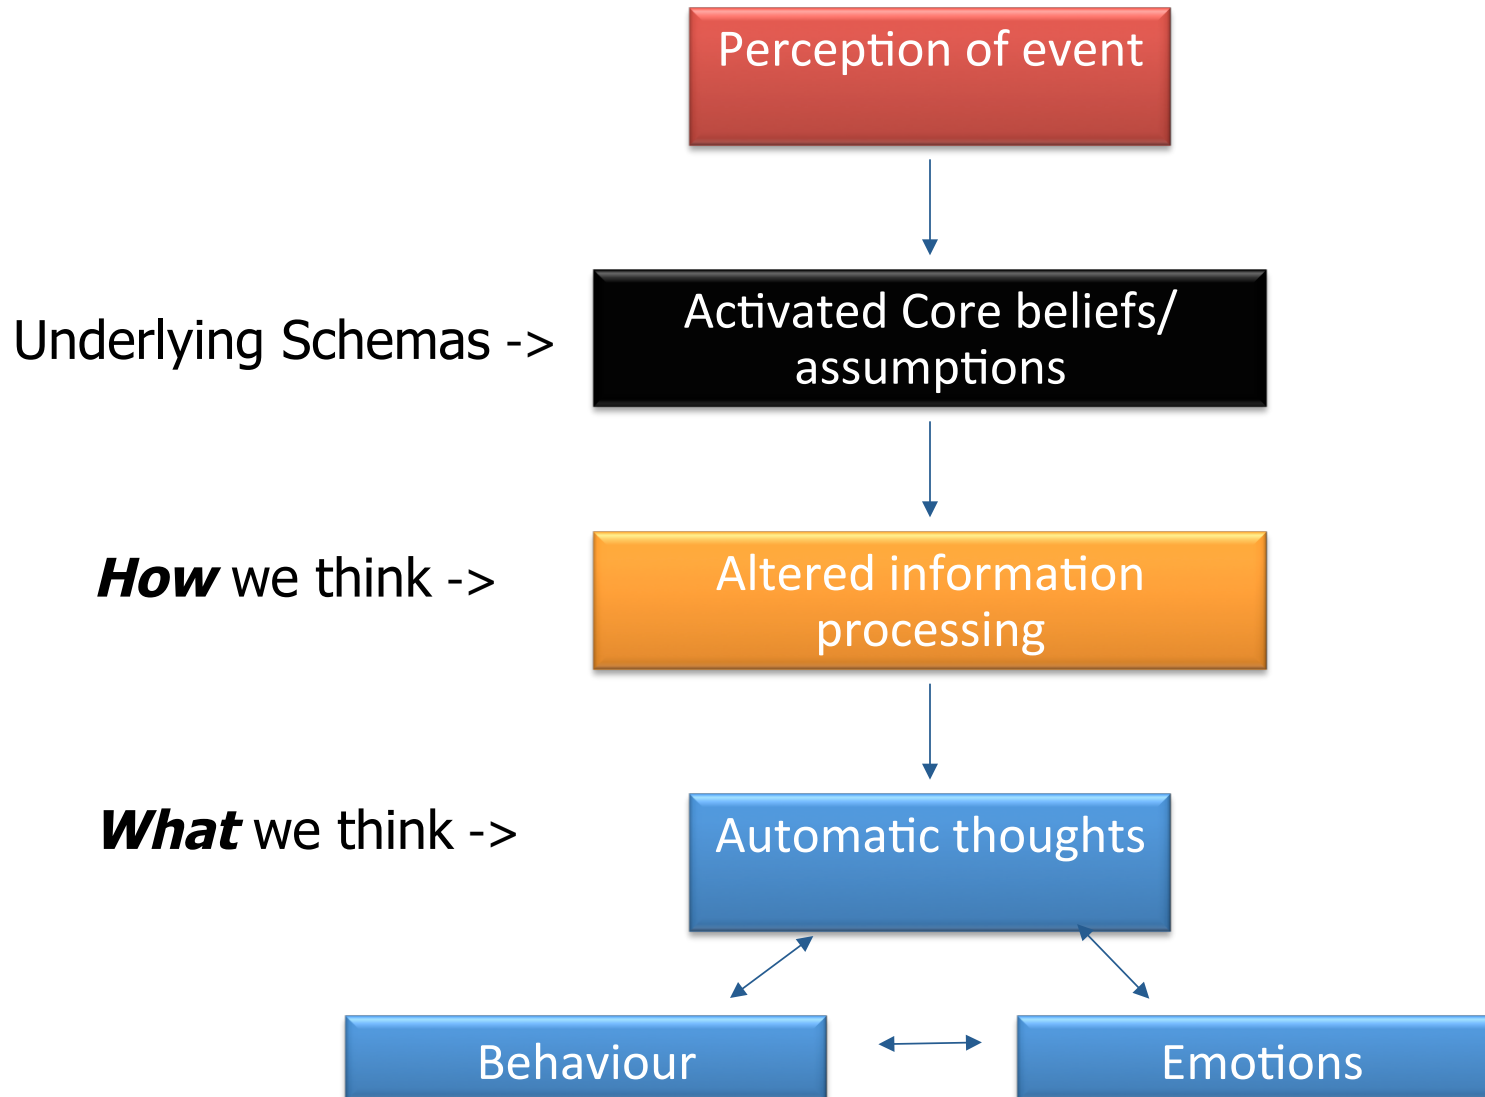 Perception of event
Underlying Schemas ->
Activated Core beliefs/
assumptions
How we think ->
Altered information
processing
What we think ->
Automatic thoughts
Behaviour
Emotions